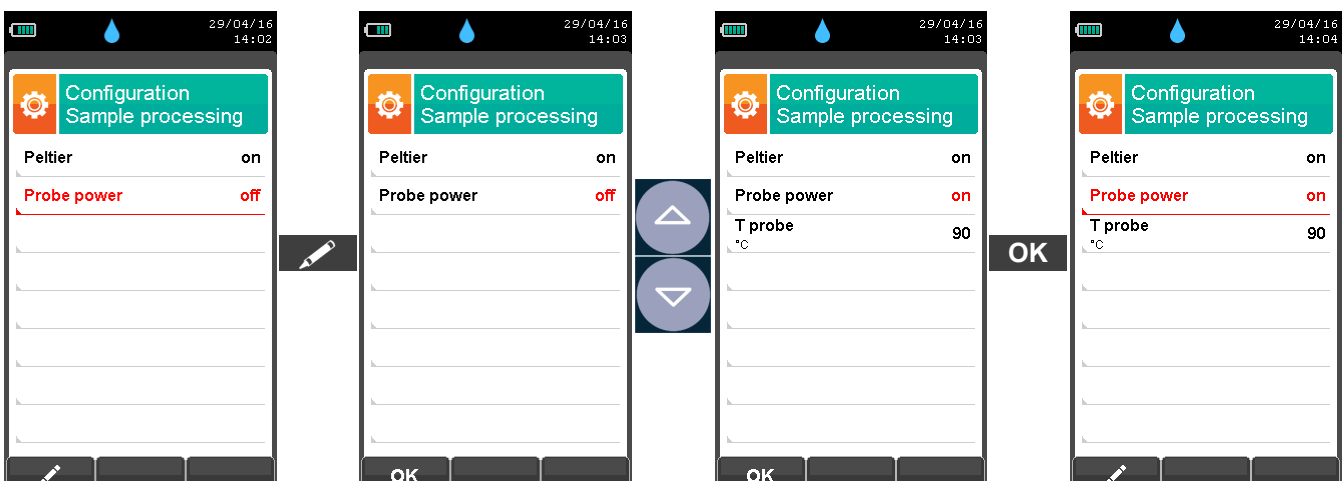 29/04/16
14:02
Configuration
Sample processing
Peltier on
Probe power off
29/04/16
14:03
Configuration
Sample processing
Peltier on
Probe power off
OK
29/04/16
14:03
Configuration
Sample processing
Peltier on
Probe power on
T probe 90
°C
OK
OK
29/04/16
14:04
Configuration
Sample processing
Peltier on
Probe power on
T probe 90
°C